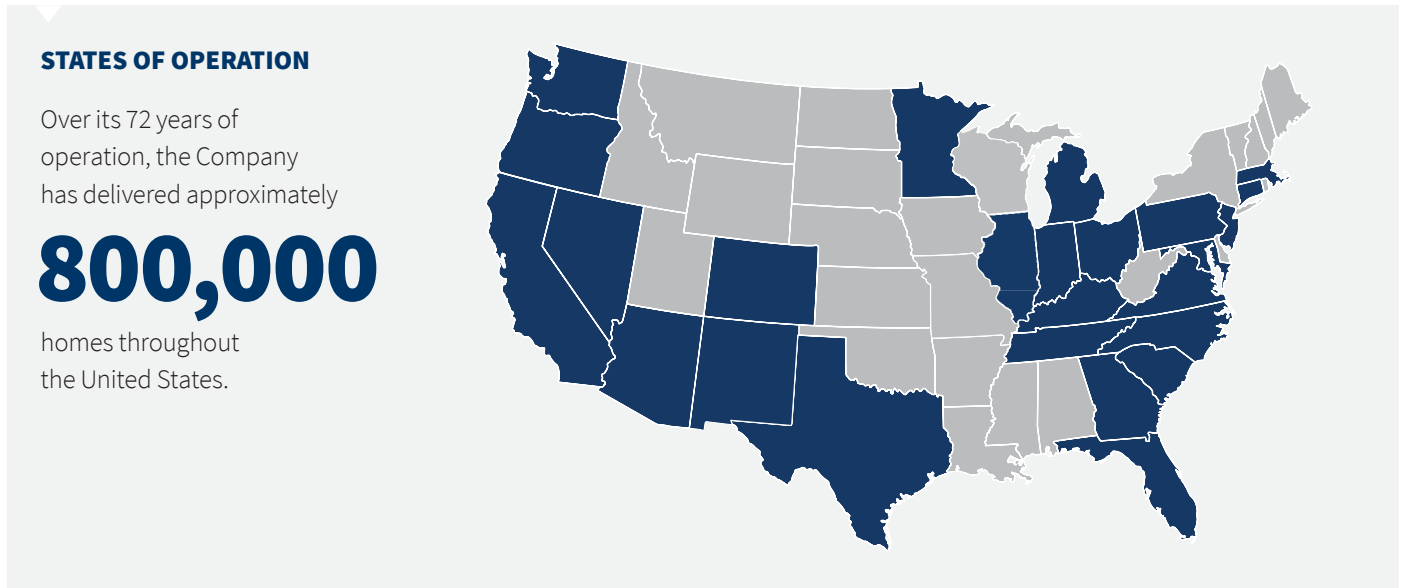 STATES OF OPERATION
Over its 72 years of
operation, the Company
has delivered approximately
800,000
homes throughout
the United States.